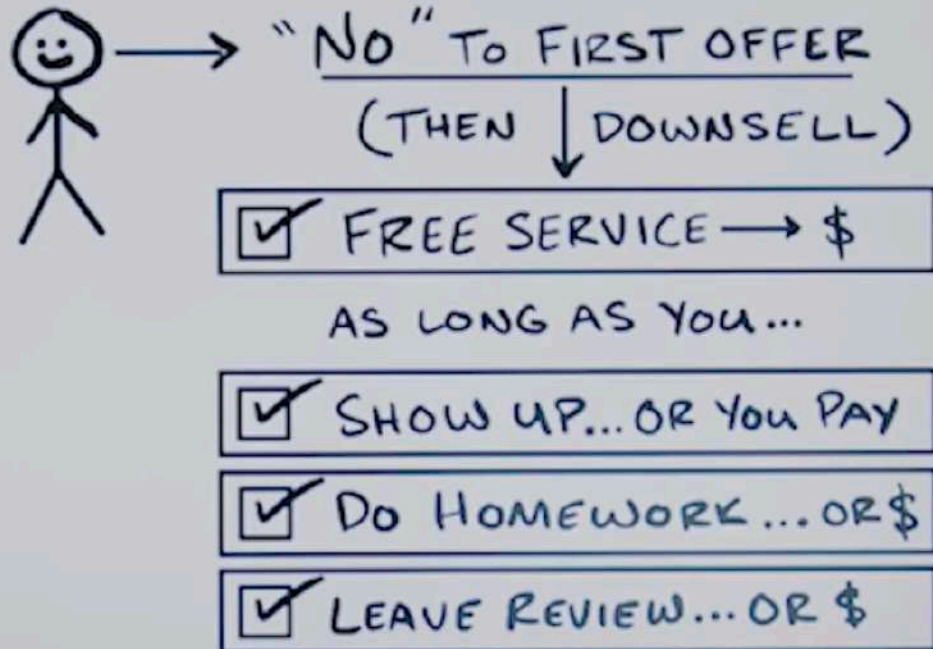 "No" To FIRST OFFER
(THEN DOWNSELL)
FREE SERVICE → $
AS LONG AS YOU...
SHOW UP... OR YOU PAY
DO HOMEWORK... OR $
LEAVE REVIEW... OR $